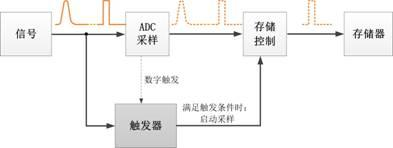 信号
ADC
采样
存储
控制
存储器
数字触发
满足触发条件时:
启动采样
触发器